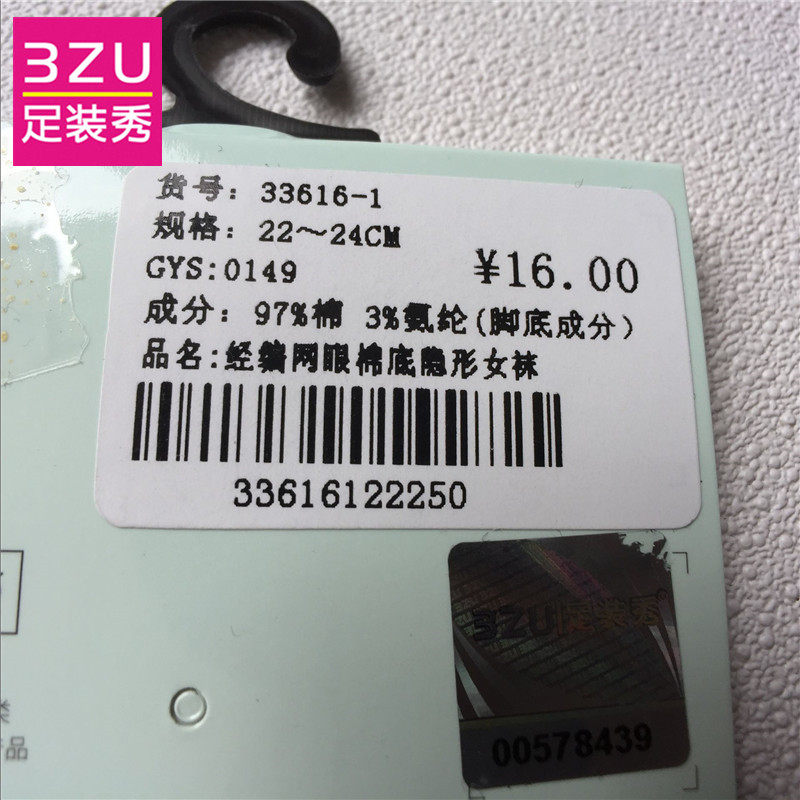 3ZU
足装秀
货号: 33616-1
规格: 22～24CM
GYS:0149
¥16.00
成分: 97%棉 3%氨纶(脚底成分)
品名:经编网眼棉底隐形女袜
33616122250
3ZU足装秀®
00578439
品